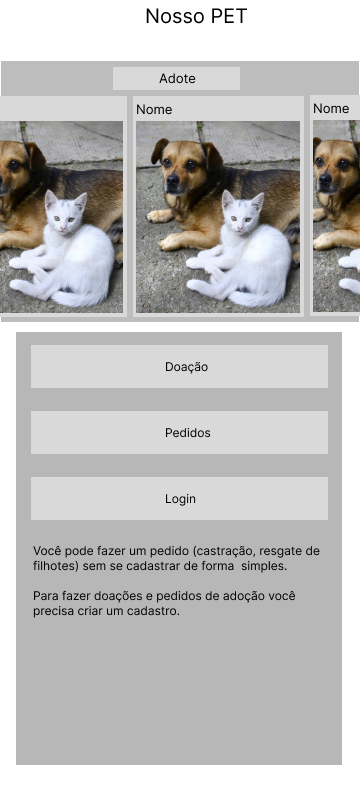 Nosso PET
Adote
Nome
Nome
Doação
Pedidos
Login
Você pode fazer um pedido (castração, resgate de
filhotes) sem se cadastrar de forma  simples.
Para fazer doações e pedidos de adoção você
precisa criar um cadastro.